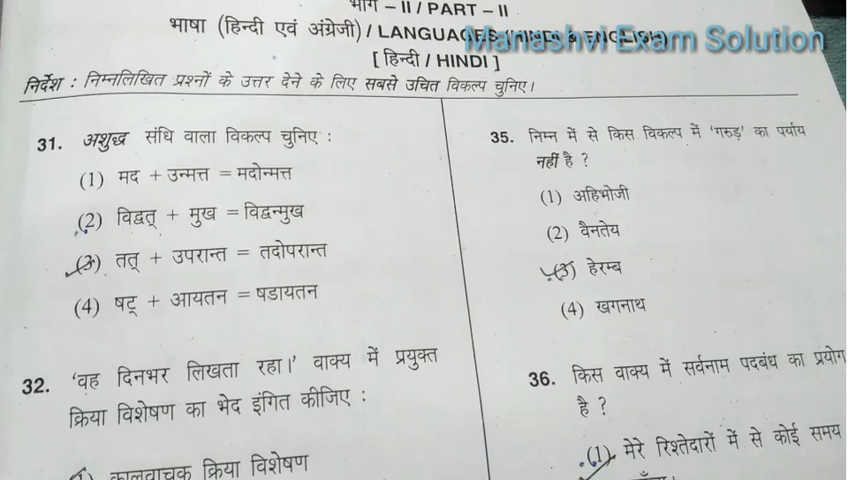 भाग – II / PART – II
भाषा (हिन्दी एवं अंग्रेजी) / LANGUAGES (HINDI & ENGLISH)
Manashvi Exam Solution
[ हिन्दी / HINDI ]
निर्देश : निम्नलिखित प्रश्नों के उत्तर देने के लिए सबसे उचित विकल्प चुनिए।
31. अशुद्ध संधि वाला विकल्प चुनिए :
(1) मद + उन्मत्त = मदोन्मत्त
(2) विद्वत् + मुख = विद्वन्मुख
(3) तत् + उपरान्त = तदोपरान्त
(4) षट् + आयतन = षडायतन
32. 'वह दिनभर लिखता रहा।' वाक्य में प्रयुक्त
क्रिया विशेषण का भेद इंगित कीजिए :
(1) कालवाचक क्रिया विशेषण
35. निम्न में से किस विकल्प में 'गरुड़' का पर्याय
नहीं है ?
(1) अहिभोजी
(2) वैनतेय
(3) हेरम्ब
(4) खगनाथ
36. किस वाक्य में सर्वनाम पदबंध का प्रयोग
है ?
(1) मेरे रिश्तेदारों में से कोई समय